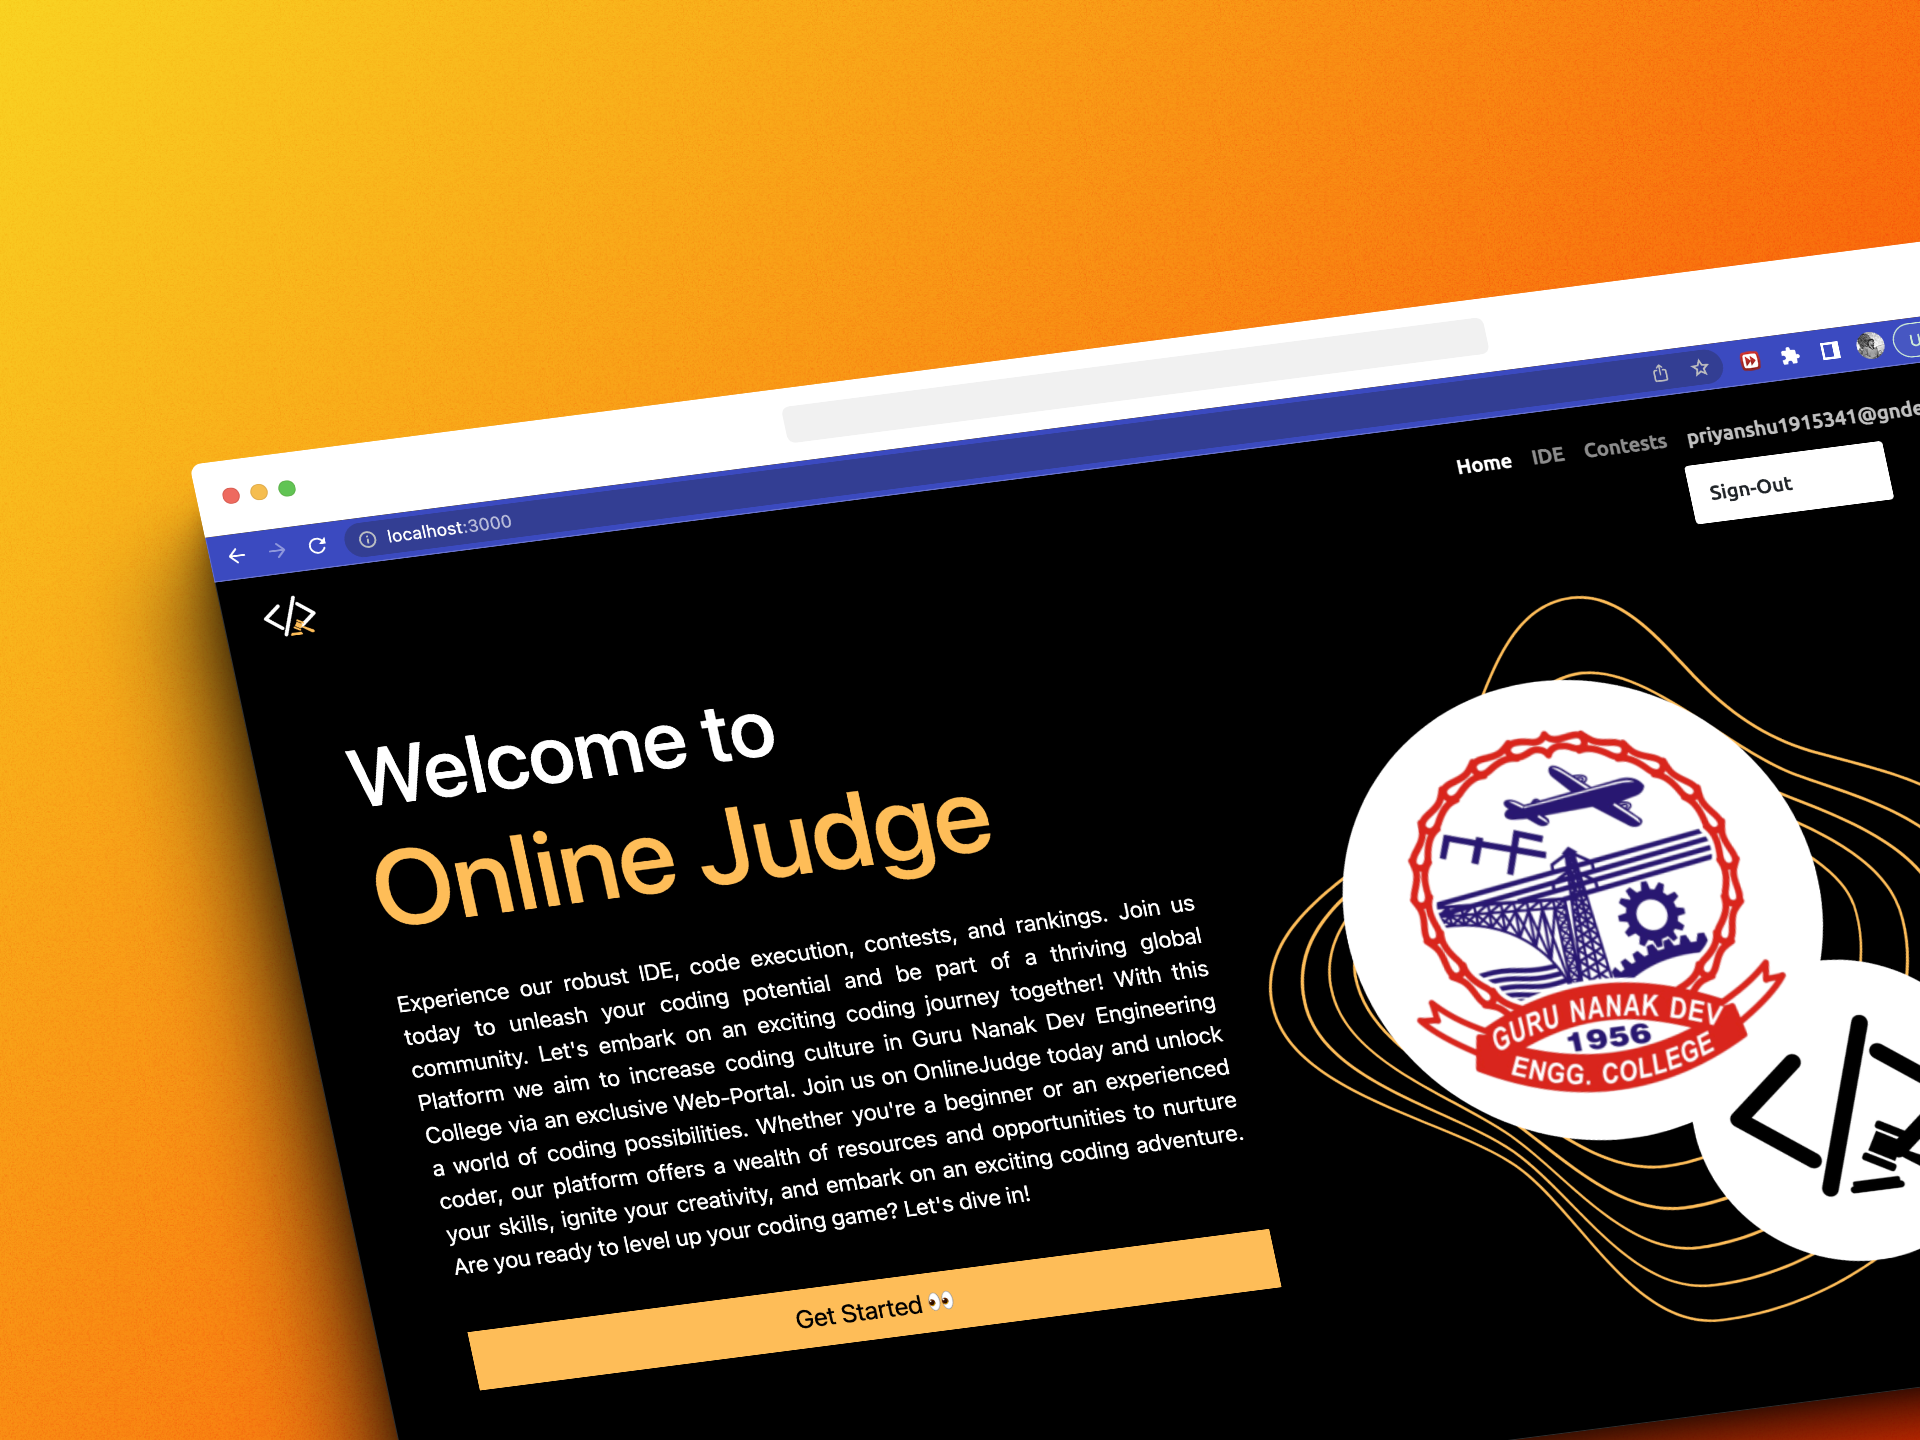 localhost:3000
U
Home IDE Contests priyanshu1915341@gnde
Sign-Out
Welcome to
Online Judge
Experience our robust IDE, code execution, contests, and rankings. Join us
today to unleash your coding potential and be part of a thriving global
community. Let's embark on an exciting coding journey together! With this
Platform we aim to increase coding culture in Guru Nanak Dev Engineering
College via an exclusive Web-Portal. Join us on OnlineJudge today and unlock
a world of coding possibilities. Whether you're a beginner or an experienced
coder, our platform offers a wealth of resources and opportunities to nurture
your skills, ignite your creativity, and embark on an exciting coding adventure.
Are you ready to level up your coding game? Let's dive in!
Get Started 👀
GURU NANAK DEV
1956
ENGG. COLLEGE